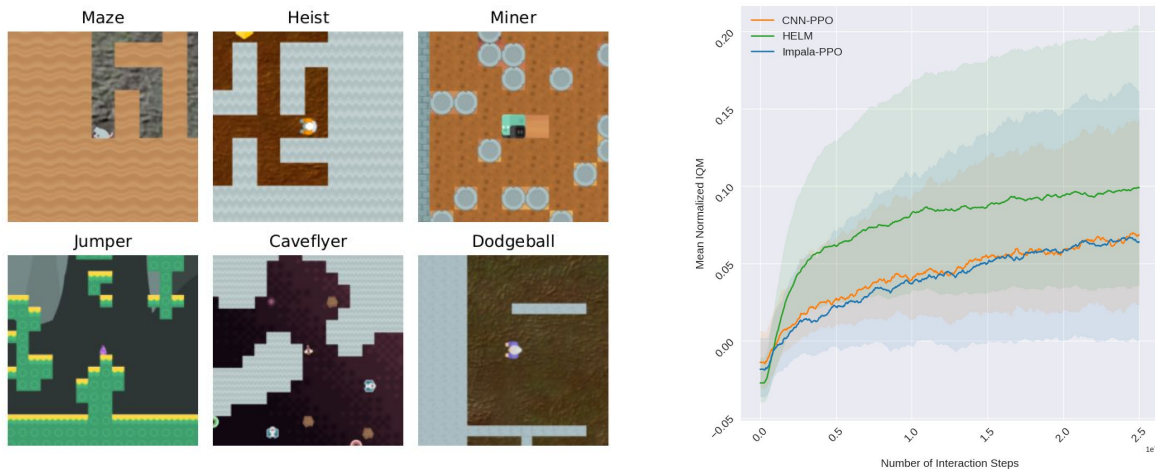 Maze
Heist
Miner
Jumper
Caveflyer
Dodgeball
CNN-PPO
HELM
Impala-PPO
Mean Normalized IQM
0.20
0.15
0.10
0.05
0.00
−0.05
0.0
0.5
1.0
1.5
2.0
2.5
Number of Interaction Steps